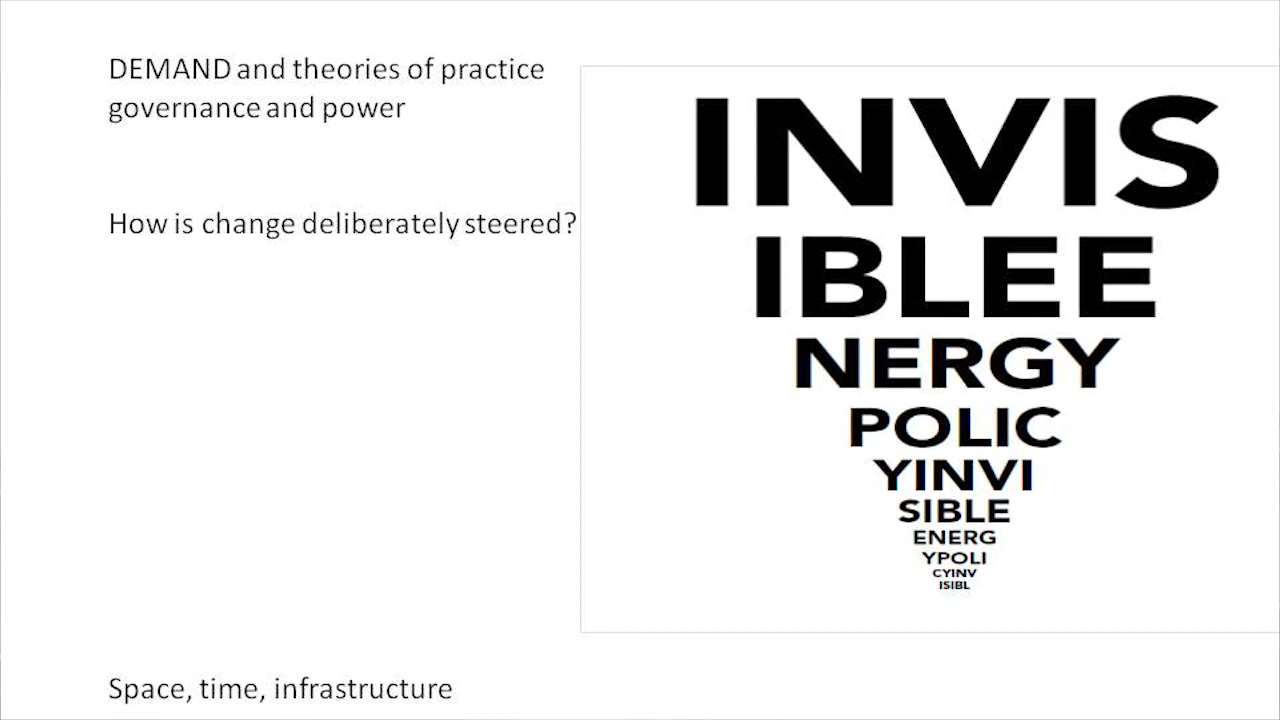 DEMAND and theories of practice
governance and power
How is change deliberately steered?
INVIS
IBLEE
NERGY
POLIC
YINVI
SIBLE
ENERG
YPOLI
CYINV
ISIBL
Space, time, infrastructure